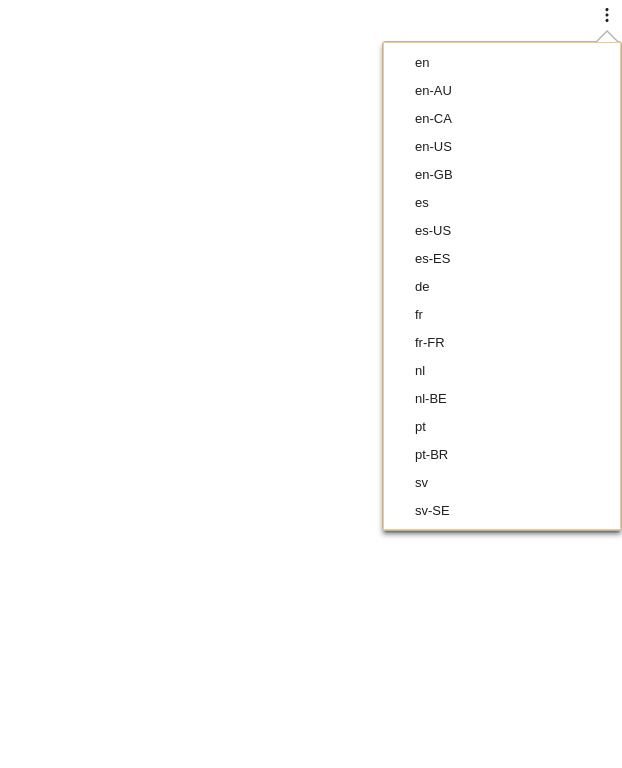 en
en-AU
en-CA
en-US
en-GB
es
es-US
es-ES
de
fr
fr-FR
nl
nl-BE
pt
pt-BR
sv
sv-SE